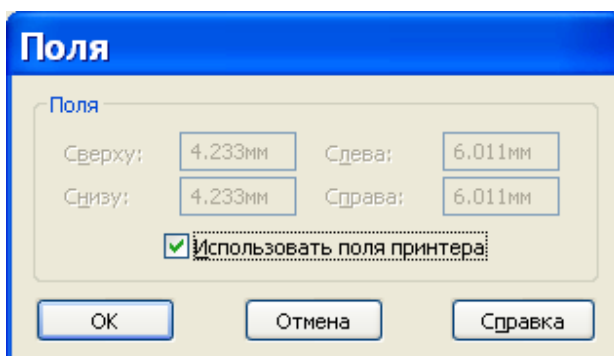 Поля
Поля
Сверху: 4.233мм Слева: 6.011мм
Снизу: 4.233мм Справа: 6.011мм
Использовать поля принтера
ОК Отмена Справка